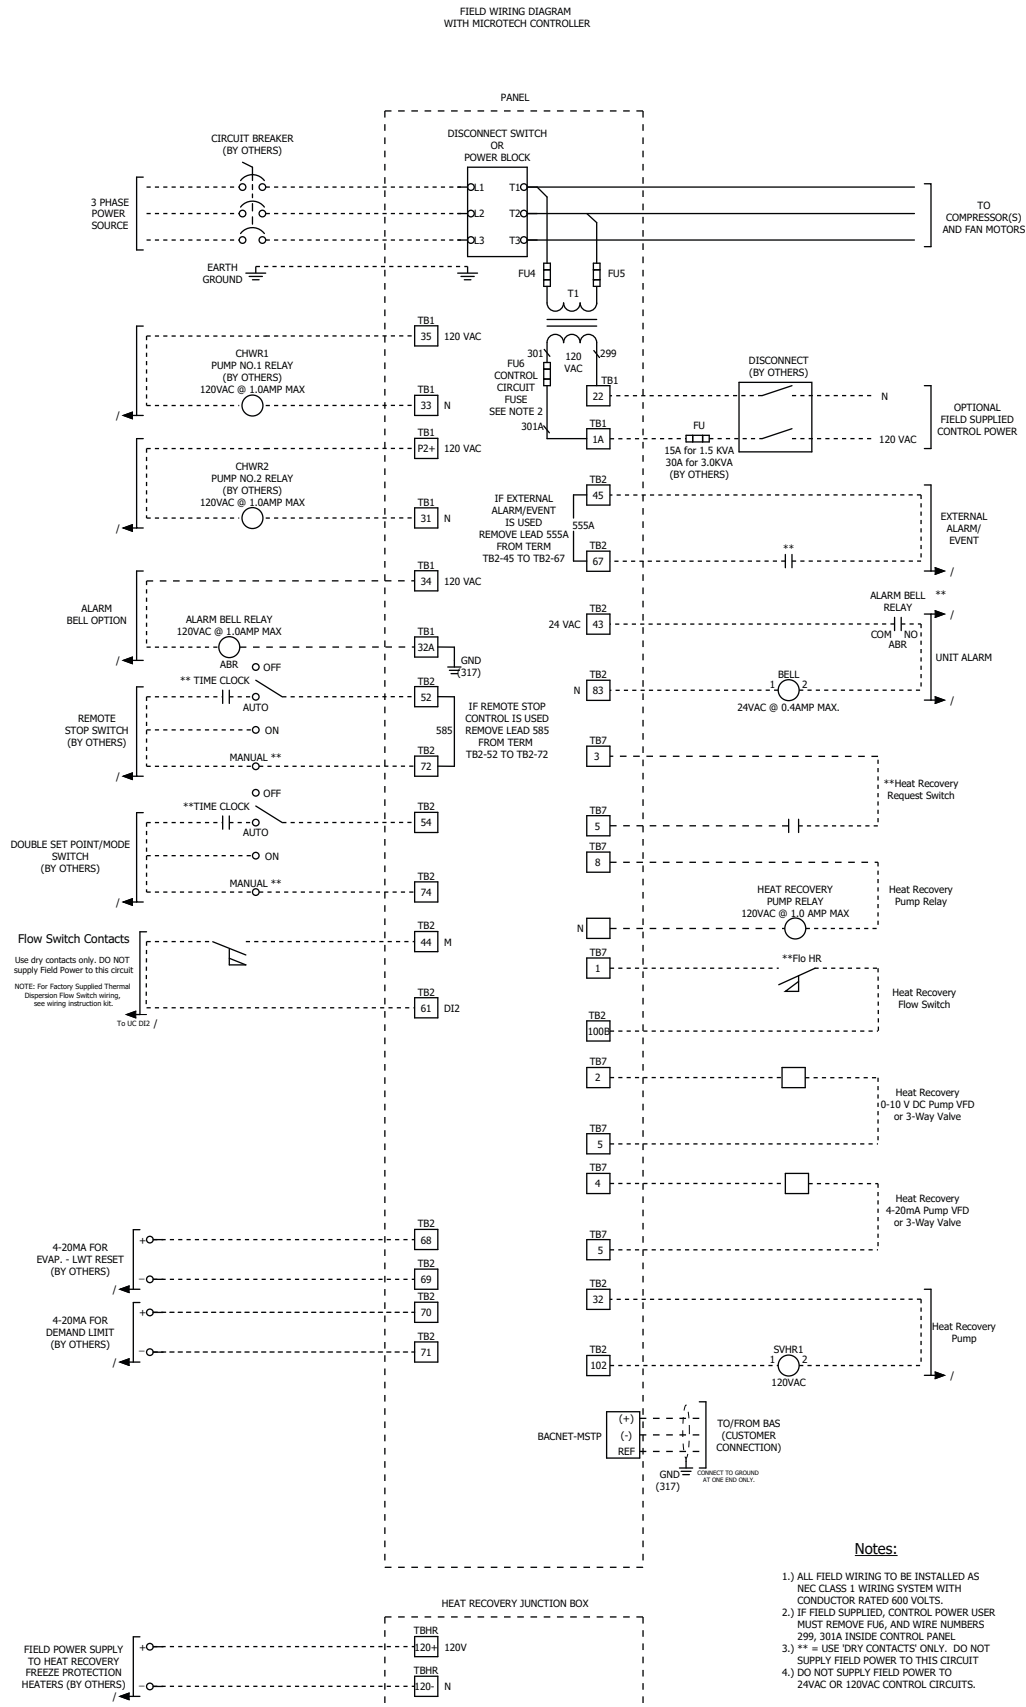 FIELD WIRING DIAGRAM
WITH MICROTECH CONTROLLER
PANEL
CIRCUIT BREAKER
(BY OTHERS)
DISCONNECT SWITCH
OR
POWER BLOCK
3 PHASE
POWER
SOURCE
L1
T1
L2
T2
L3
T3
TO
COMPRESSOR(S)
AND FAN MOTORS
EARTH
GROUND
FU4
FU5
T1
TB1
35
120 VAC
CHWR1
PUMP NO.1 RELAY
(BY OTHERS)
120VAC @ 1.0AMP MAX
TB1
33
N
/
301
120
VAC
299
FU6
CONTROL
CIRCUIT
FUSE
SEE NOTE 2
301A
TB1
22
TB1
1A
DISCONNECT
(BY OTHERS)
N
FU
120 VAC
15A for 1.5 KVA
30A for 3.0KVA
(BY OTHERS)
OPTIONAL
FIELD SUPPLIED
CONTROL POWER
TB1
P2+
120 VAC
CHWR2
PUMP NO.2 RELAY
(BY OTHERS)
120VAC @ 1.0AMP MAX
TB1
31
N
/
IF EXTERNAL
ALARM/EVENT
IS USED
REMOVE LEAD 555A
FROM TERM
TB2-45 TO TB2-67
555A
TB2
45
TB2
67
**
EXTERNAL
ALARM/
EVENT
/
TB1
34
120 VAC
ALARM
BELL OPTION
ALARM BELL RELAY
120VAC @ 1.0AMP MAX
ABR
TB1
32A
GND
(317)
/
24 VAC
TB2
43
ALARM BELL
RELAY
**
/
COM
NO
ABR
UNIT ALARM
N
TB2
83
BELL
1
2
24VAC @ 0.4AMP MAX.
/
OFF
** TIME CLOCK
AUTO
ON
MANUAL **
REMOTE
STOP SWITCH
(BY OTHERS)
/
TB2
52
585
TB2
72
IF REMOTE STOP
CONTROL IS USED
REMOVE LEAD 585
FROM TERM
TB2-52 TO TB2-72
TB7
3
TB7
5
**Heat Recovery
Request Switch
OFF
**TIME CLOCK
AUTO
ON
MANUAL **
DOUBLE SET POINT/MODE
SWITCH
(BY OTHERS)
/
TB2
54
TB2
74
TB7
8
HEAT RECOVERY
PUMP RELAY
120VAC @ 1.0 AMP MAX
N
Heat Recovery
Pump Relay
Flow Switch Contacts
Use dry contacts only. DO NOT
supply Field Power to this circuit
NOTE: For Factory Supplied Thermal
Dispersion Flow Switch wiring,
see wiring instruction kit.
To UC DI2 /
TB2
44
M
TB2
61
DI2
TB7
1
**Flo HR
TB2
100B
Heat Recovery
Flow Switch
TB7
2
TB7
5
Heat Recovery
0-10 V DC Pump VFD
or 3-Way Valve
TB7
4
TB7
5
Heat Recovery
4-20mA Pump VFD
or 3-Way Valve
4-20MA FOR
EVAP. - LWT RESET
(BY OTHERS)
+
-
/
TB2
68
TB2
69
4-20MA FOR
DEMAND LIMIT
(BY OTHERS)
+
-
/
TB2
70
TB2
71
TB2
32
TB2
102
SVHR1
1
2
120VAC
Heat Recovery
Pump
/
BACNET-MSTP
(+)
(-)
REF
TO/FROM BAS
(CUSTOMER
CONNECTION)
GND
(317)
CONNECT TO GROUND
AT ONE END ONLY.
Notes:
1.) ALL FIELD WIRING TO BE INSTALLED AS
NEC CLASS 1 WIRING SYSTEM WITH
CONDUCTOR RATED 600 VOLTS.
2.) IF FIELD SUPPLIED, CONTROL POWER USER
MUST REMOVE FU6, AND WIRE NUMBERS
299, 301A INSIDE CONTROL PANEL
3.) ** = USE 'DRY CONTACTS' ONLY. DO NOT
SUPPLY FIELD POWER TO THIS CIRCUIT
4.) DO NOT SUPPLY FIELD POWER TO
24VAC OR 120VAC CONTROL CIRCUITS.
HEAT RECOVERY JUNCTION BOX
FIELD POWER SUPPLY
TO HEAT RECOVERY
FREEZE PROTECTION
HEATERS (BY OTHERS)
+
-
/
TBHR
120+
120V
TBHR
120-
N